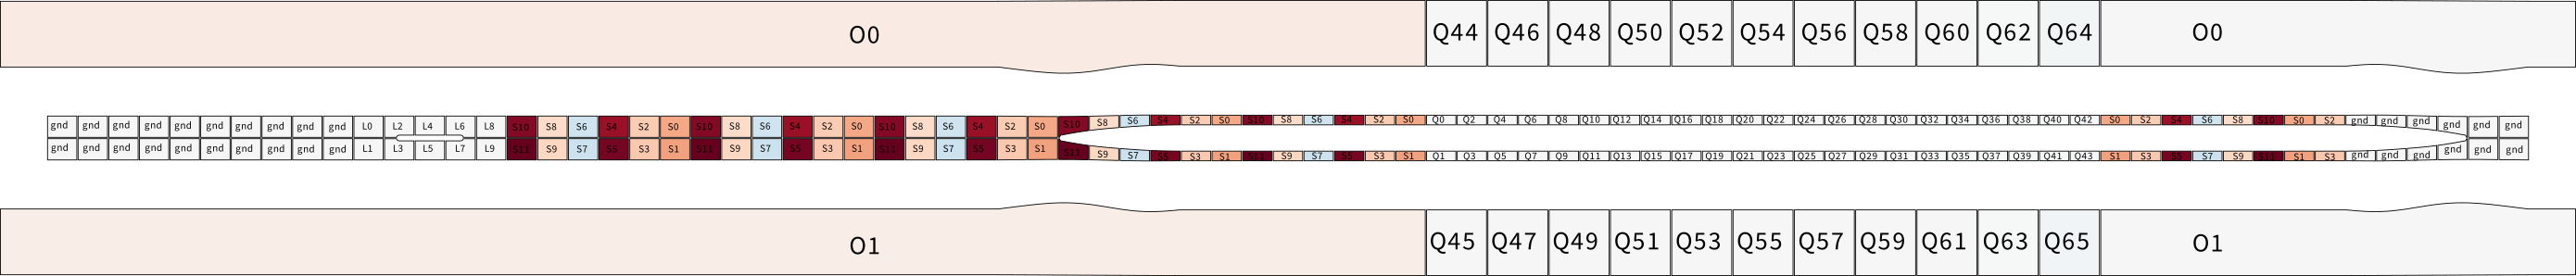 O0 Q44 Q46 Q48 Q50 Q52 Q54 Q56 Q58 Q60 Q62 Q64 O0
gnd gnd gnd gnd gnd gnd gnd gnd gnd gnd L0 L2 L4 L6 L8 S10 S8 S6 S4 S2 S0 S10 S8 S6 S4 S2 S0 S10 S8 S6 S4 S2 S0 S10 S8 S6 S4 S2 S0 S10 S8 S6 S4 S2 S0 Q0 Q2 Q4 Q6 Q8 Q10 Q12 Q14 Q16 Q18 Q20 Q22 Q24 Q26 Q28 Q30 Q32 Q34 Q36 Q38 Q40 Q42 S0 S2 S4 S6 S8 S10 S0 S2 gnd gnd gnd gnd gnd gnd
gnd gnd gnd gnd gnd gnd gnd gnd gnd gnd L1 L3 L5 L7 L9 S11 S9 S7 S5 S3 S1 S11 S9 S7 S5 S3 S1 S11 S9 S7 S5 S3 S1 S11 S9 S7 S5 S3 S1 S11 S9 S7 S5 S3 S1 Q1 Q3 Q5 Q7 Q9 Q11 Q13 Q15 Q17 Q19 Q21 Q23 Q25 Q27 Q29 Q31 Q33 Q35 Q37 Q39 Q41 Q43 S1 S3 S5 S7 S9 S11 S1 S3 gnd gnd gnd gnd gnd gnd
O1 Q45 Q47 Q49 Q51 Q53 Q55 Q57 Q59 Q61 Q63 Q65 O1